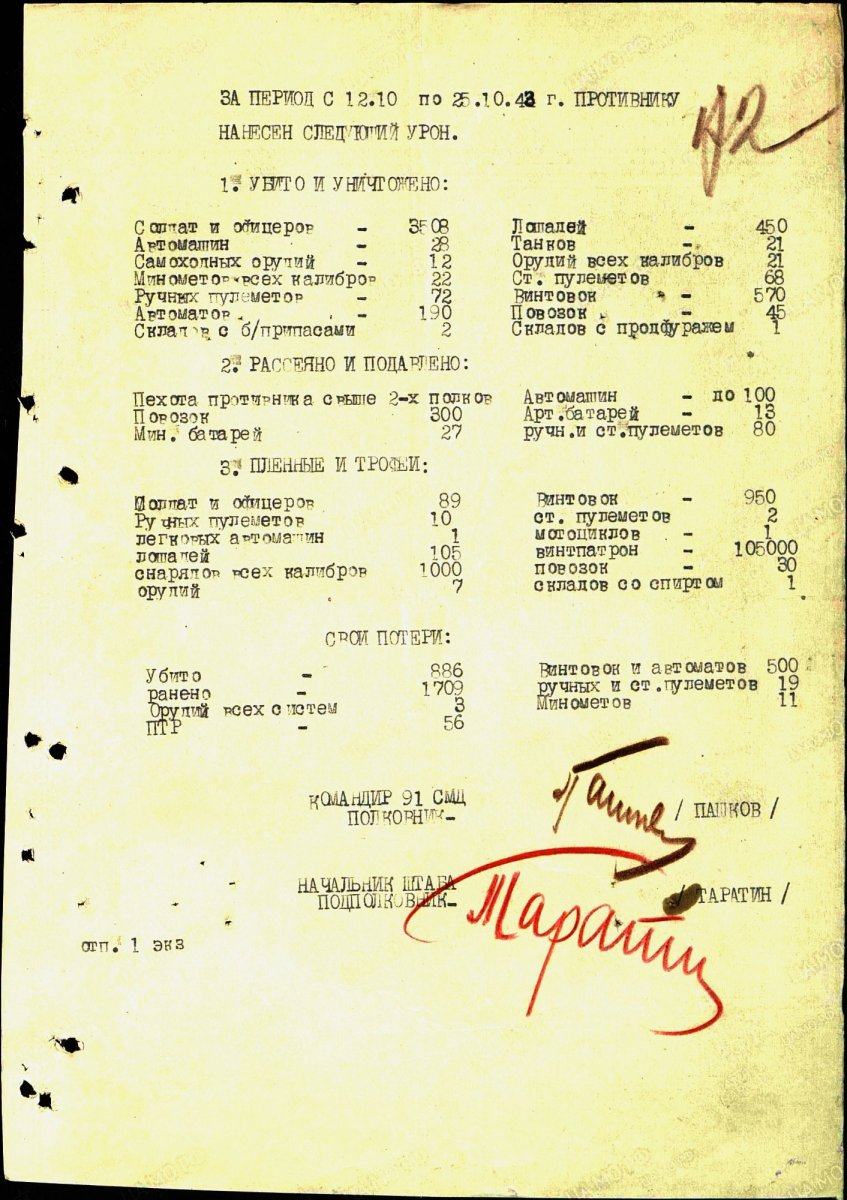 ЗА ПЕРИОД С 12.10 по 25.10.43 г. ПРОТИВНИКУ
НАНЕСЕН СЛЕДУЮЩИЙ УРОН.
1. УБИТО И УНИЧТОЖЕНО:
Солдат и офицеров - 3508 Лошадей - 450
Автомашин - 28 Танков - 21
Самоходных орудий - 12 Орудий всех калибров 21
Минометов всех калибров 22 Ст. пулеметов 68
Ручных пулеметов - 72 Винтовок - 570
Автоматов - 190 Повозок - 45
Складов с б/припасами 2 Складов с продфуражем 1
2. РАССЕЯНО И ПОДАВЛЕНО:
Пехота противника свыше 2-х полков Автомашин - до 100
Повозок 300 Арт.батарей - 13
Мин. батарей 27 ручн.и ст.пулеметов 80
3. ПЛЕННЫЕ И ТРОФЕИ:
Солдат и офицеров 89 Винтовок - 950
Ручных пулеметов 10 ст. пулеметов 2
легковых автомашин 1 мотоциклов - 1
лошадей 105 винтпатрон - 105000
снарядов всех калибров 1000 повозок - 30
орудий 7 складов со спиртом 1
СВОИ ПОТЕРИ:
Убито - 886 Винтовок и автоматов 500
ранено - 1709 ручных и ст.пулеметов 19
Орудий всех систем 3 Минометов 11
ПТР - 56
КОМАНДИР 91 СМД
ПОЛКОВНИК- / ПАШКОВ /
НАЧАЛЬНИК ШТАБА
ПОДПОЛКОВНИК- / ТАРАТИН /
отп. 1 экз